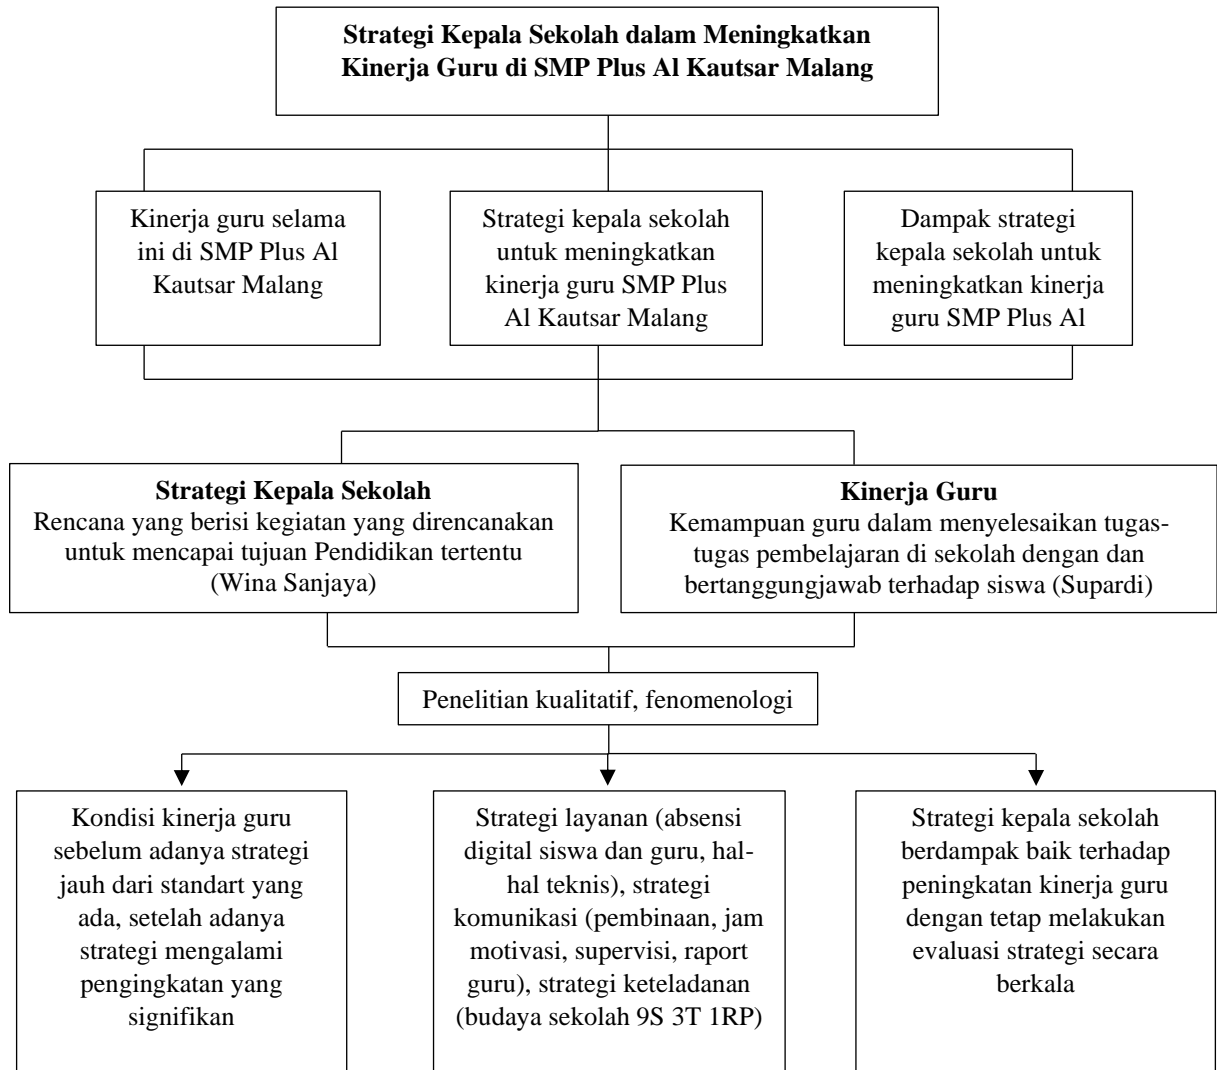 Strategi Kepala Sekolah dalam Meningkatkan
Kinerja Guru di SMP Plus Al Kautsar Malang
Kinerja guru selama
ini di SMP Plus Al
Kautsar Malang
Strategi kepala sekolah
untuk meningkatkan
kinerja guru SMP Plus
Al Kautsar Malang
Dampak strategi
kepala sekolah untuk
meningkatkan kinerja
guru SMP Plus Al
Strategi Kepala Sekolah
Rencana yang berisi kegiatan yang direncanakan
untuk mencapai tujuan Pendidikan tertentu
(Wina Sanjaya)
Kinerja Guru
Kemampuan guru dalam menyelesaikan tugas-
tugas pembelajaran di sekolah dengan dan
bertanggungjawab terhadap siswa (Supardi)
Penelitian kualitatif, fenomenologi
Kondisi kinerja guru
sebelum adanya strategi
jauh dari standart yang
ada, setelah adanya
strategi mengalami
pengingkatan yang
signifikan
Strategi layanan (absensi
digital siswa dan guru, hal-
hal teknis), strategi
komunikasi (pembinaan, jam
motivasi, supervisi, raport
guru), strategi keteladanan
(budaya sekolah 9S 3T 1RP)
Strategi kepala sekolah
berdampak baik terhadap
peningkatan kinerja guru
dengan tetap melakukan
evaluasi strategi secara
berkala